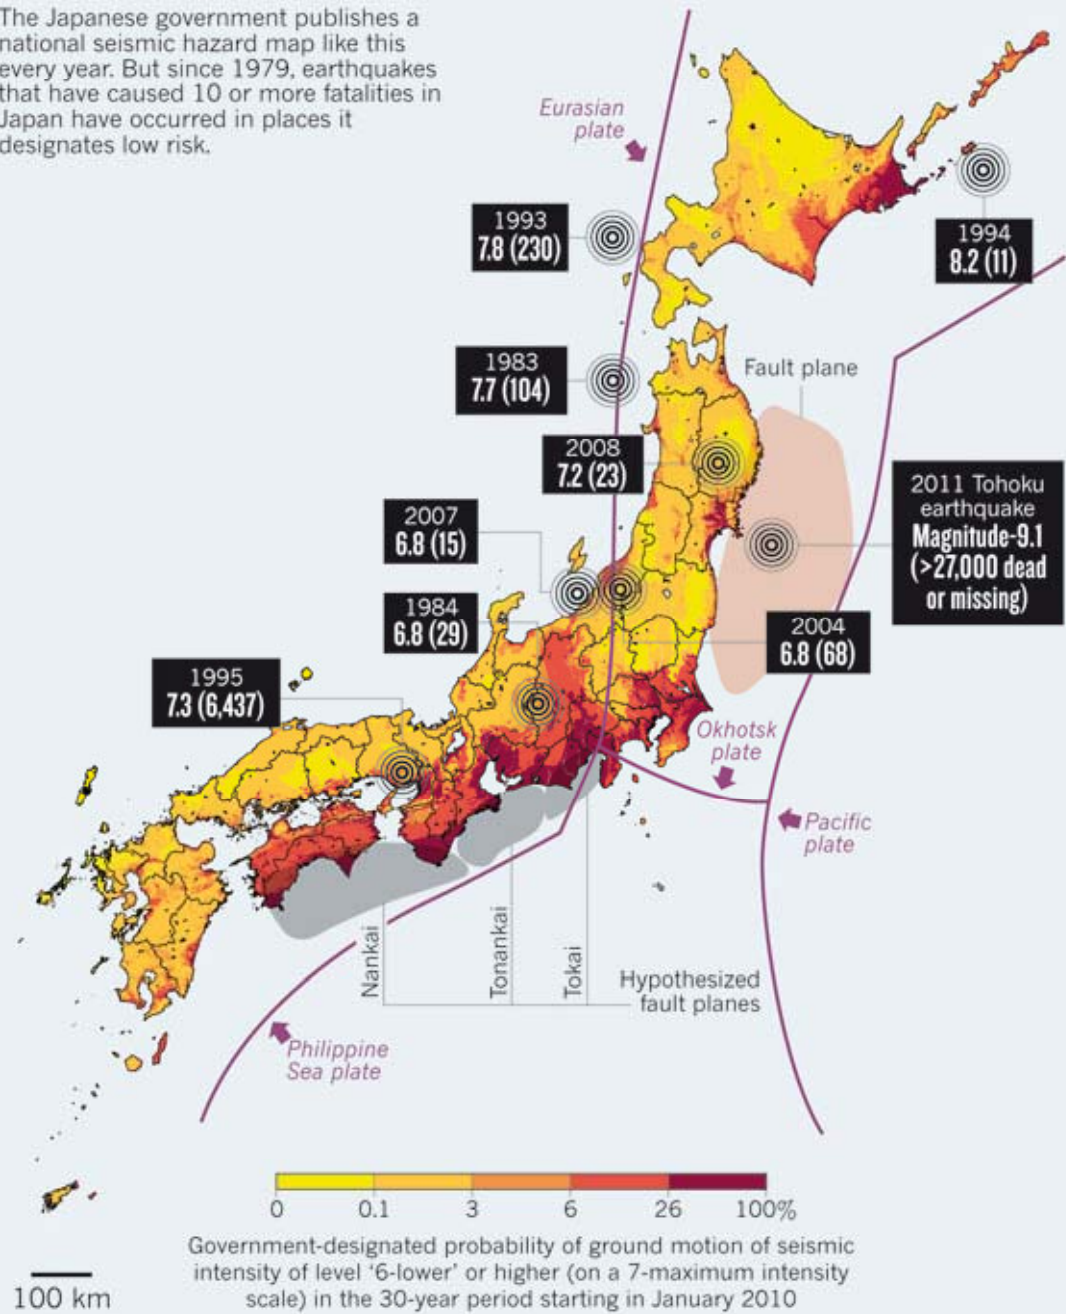 The Japanese government publishes a
national seismic hazard map like this
every year. But since 1979, earthquakes
that have caused 10 or more fatalities in
Japan have occurred in places it
designates low risk.
Eurasian
plate
1993
7.8 (230)
1994
8.2 (11)
1983
7.7 (104)
Fault plane
2008
7.2 (23)
2011 Tohoku
earthquake
Magnitude-9.1
(>27,000 dead
or missing)
2007
6.8 (15)
1984
6.8 (29)
2004
6.8 (68)
1995
7.3 (6,437)
Okhotsk
plate
Pacific
plate
Nankai
Tonankai
Tokai
Hypothesized
fault planes
Philippine
Sea plate
0 0.1 3 6 26 100%
Government-designated probability of ground motion of seismic
intensity of level ‘6-lower’ or higher (on a 7-maximum intensity
scale) in the 30-year period starting in January 2010
100 km